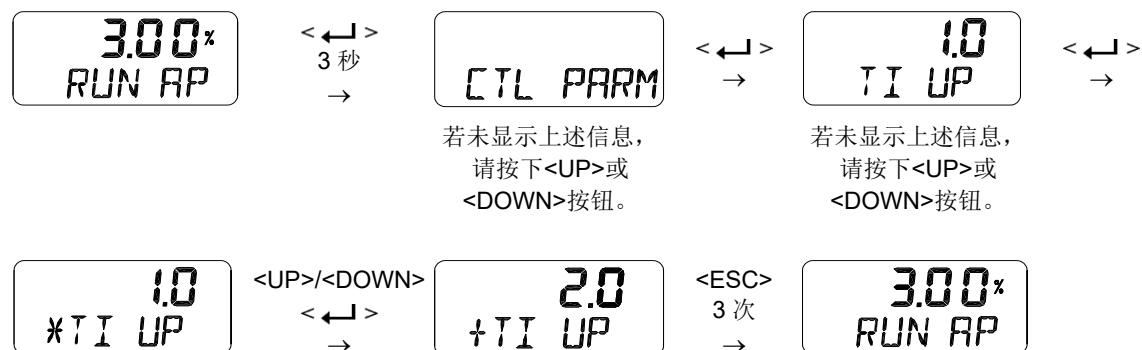 3.00%
RUN AP
< ↵ >
3 秒
→
CTL PARM
若未显示上述信息，
请按下<UP>或
<DOWN>按钮。
< ↵ >
→
1.0
TI UP
若未显示上述信息，
请按下<UP>或
<DOWN>按钮。
< ↵ >
→
1.0
*TI UP
<UP>/<DOWN>
< ↵ >
→
2.0
+TI UP
<ESC>
3 次
→
3.00%
RUN AP